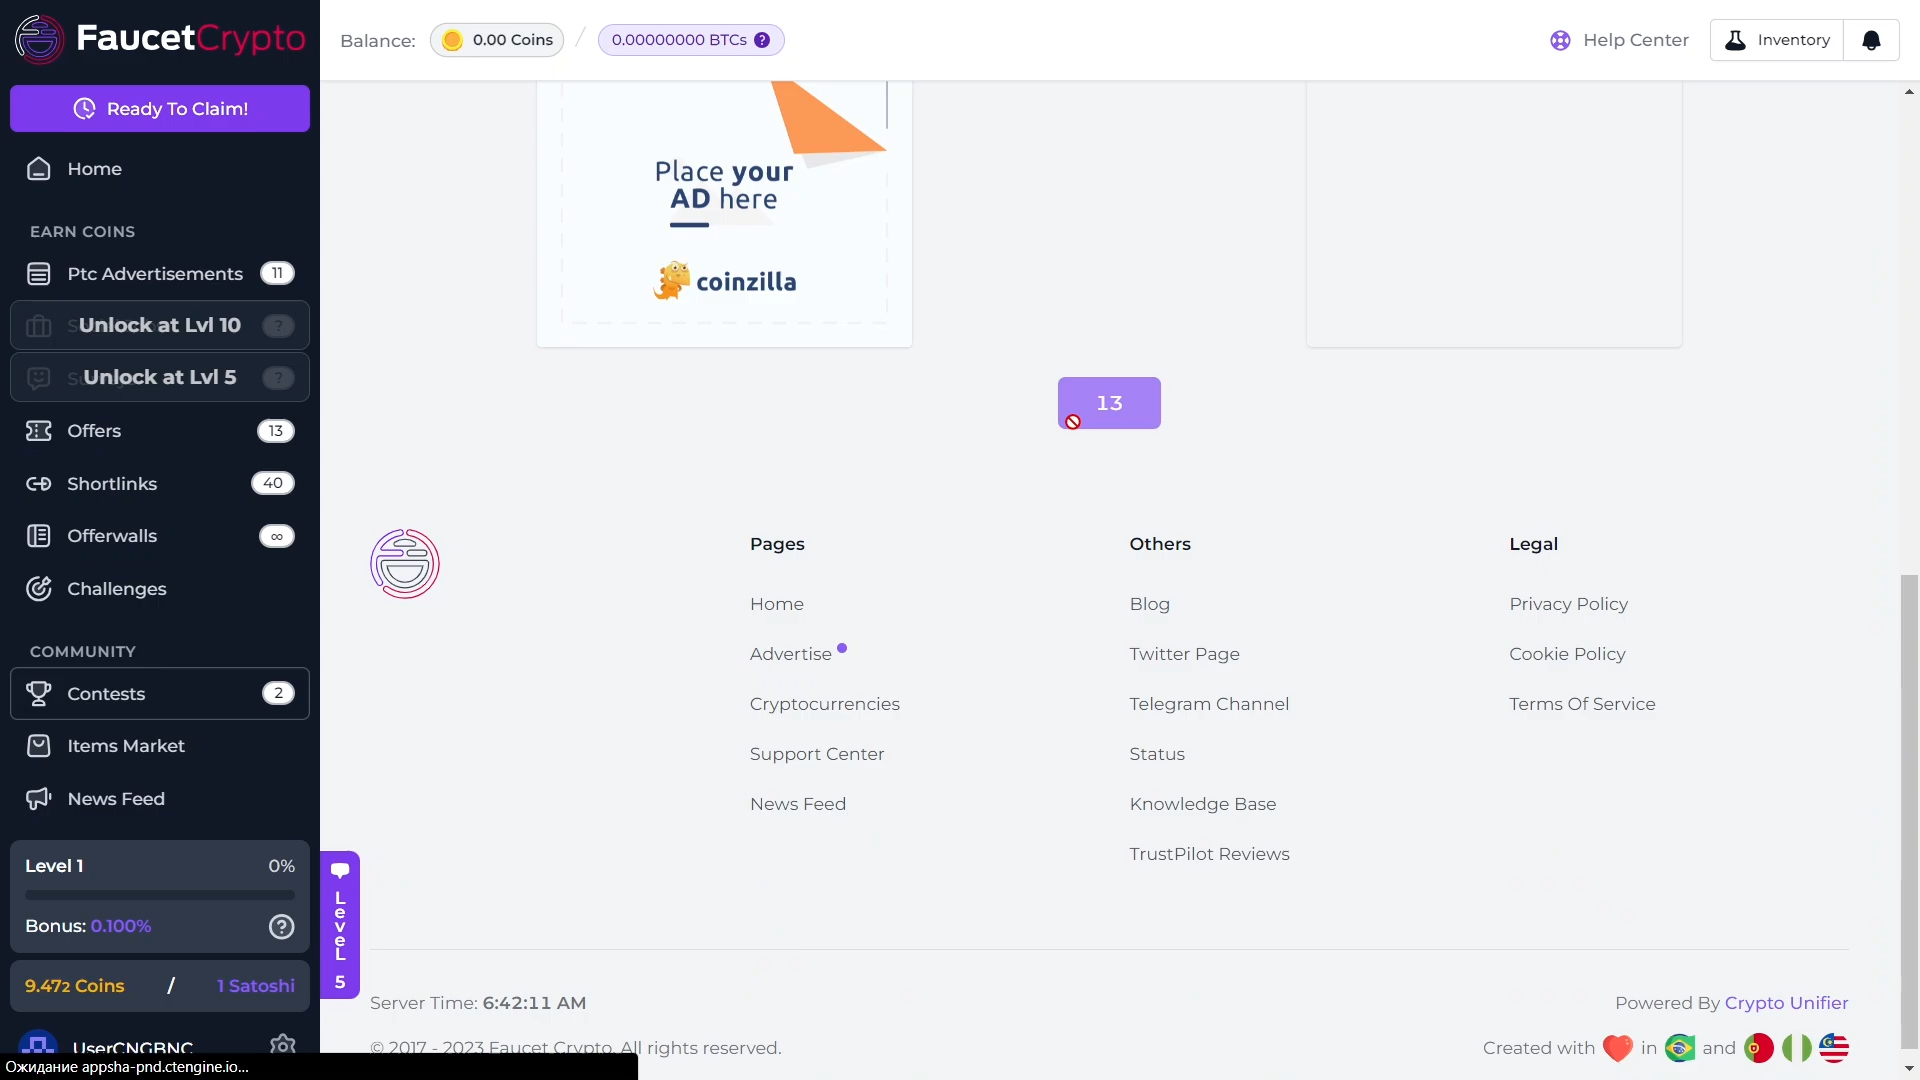 FaucetCrypto
Balance: 0.00 Coins / 0.00000000 BTCs ?
Help Center
Inventory
Ready To Claim!
Home
EARN COINS
Ptc Advertisements 11
Unlock at Lvl 10 ?
Unlock at Lvl 5 ?
Offers 13
Shortlinks 40
Offerwalls ∞
Challenges
COMMUNITY
Contests 2
Items Market
News Feed
Level 1 0%
Bonus: 0.100% ?
9.472 Coins / 1 Satoshi
UserCNGBNC
Ожидание appsha-pnd.ctengine.io...
Level 5
Place your
AD here
coinzilla
13
Pages
Home
Advertise
Cryptocurrencies
Support Center
News Feed
Others
Blog
Twitter Page
Telegram Channel
Status
Knowledge Base
TrustPilot Reviews
Legal
Privacy Policy
Cookie Policy
Terms Of Service
Server Time: 6:42:11 AM
Powered By Crypto Unifier
© 2017 - 2023 Faucet Crypto. All rights reserved.
Created with in and